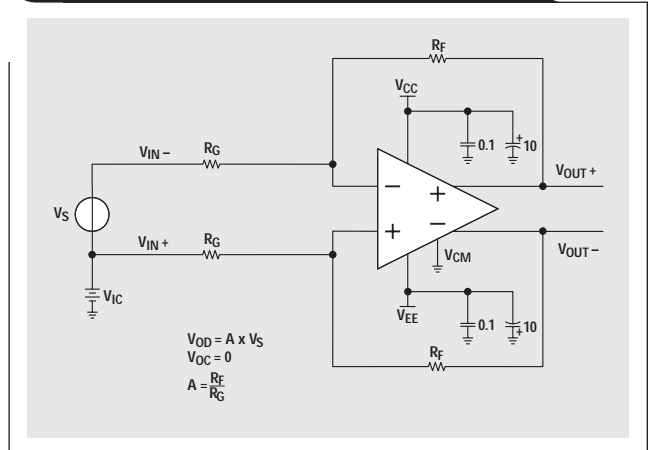 RF
VCC
0.1
+
10
VIN –
RG
VOUT +
–
+
VS
+
–
VIN +
RG
VOUT –
VCM
VIC
VEE
0.1
+
10
VOD = A x VS
VOC = 0
RF
A = RF
RG